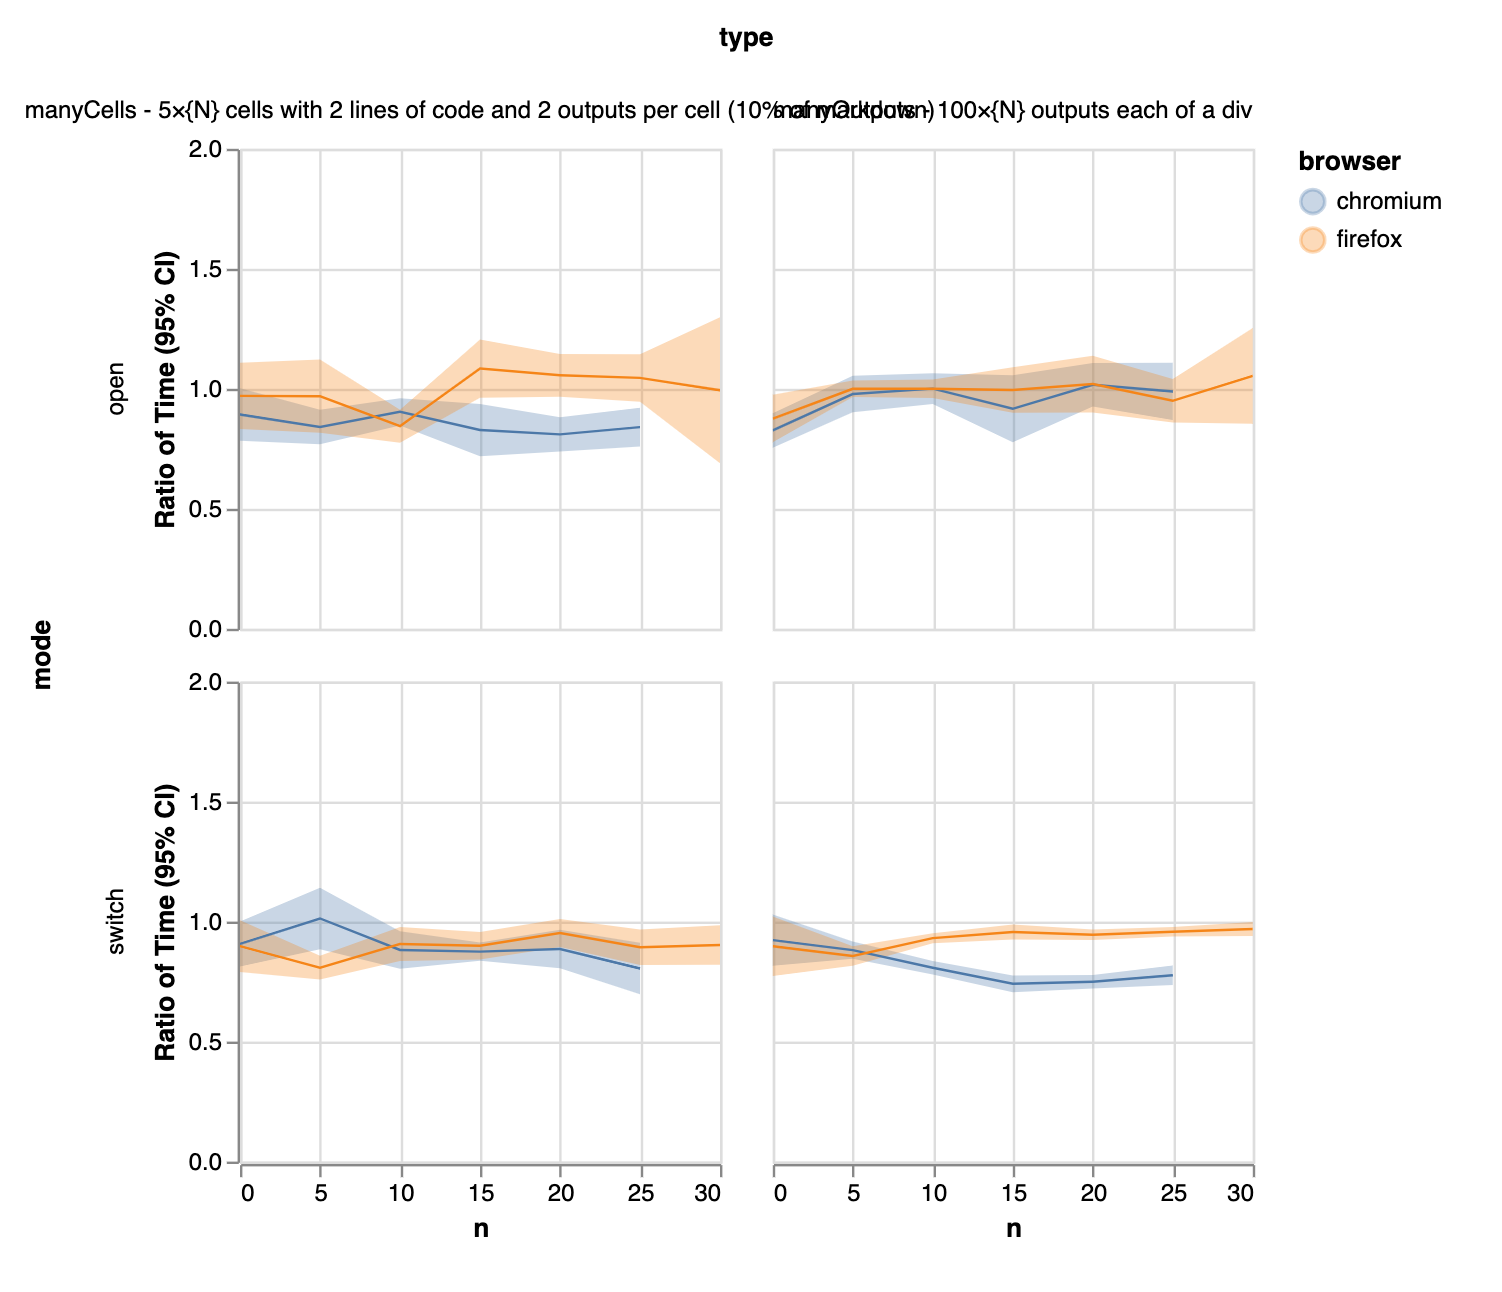 type
manyCells - 5×{N} cells with 2 lines of code and 2 outputs per cell (10% of markdown)
manyOutputs - 100×{N} outputs each of a div
browser
chromium
firefox
mode
open
Ratio of Time (95% CI)
2.0
1.5
1.0
0.5
0.0
switch
Ratio of Time (95% CI)
2.0
1.5
1.0
0.5
0.0
0 5 10 15 20 25 30
n
0 5 10 15 20 25 30
n